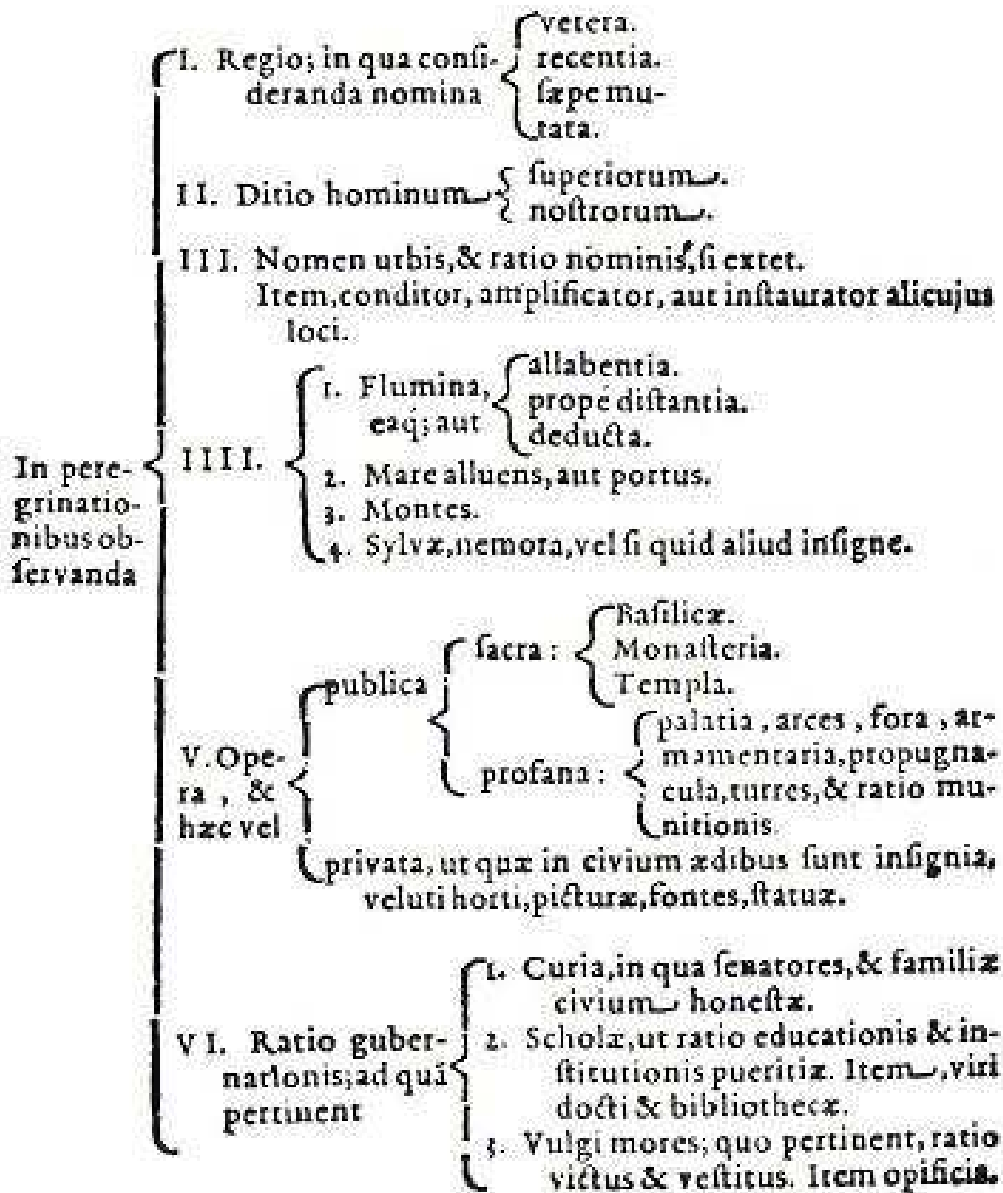 In pere-
grinatio-
nibus ob-
ſervanda
I. Regio; in qua conſi-
deranda nomina
vetera.
recentia.
ſæpe mu-
tata.
II. Ditio hominum
ſuperiorum.
noſtrorum.
III. Nomen urbis, & ratio nominis, ſi extet.
Item, conditor, amplificator, aut inſtaurator alicujus
loci.
IIII.
1. Flumina,
eaq; aut
allabentia.
propè diſtantia.
deducta.
2. Mare alluens, aut portus.
3. Montes.
4. Sylvæ, nemora, vel ſi quid aliud inſigne.
V. Ope-
ra, &
hæc vel
publica
ſacra:
Baſilicæ.
Monaſteria.
Templa.
profana:
palatia, arces, fora, ar-
mamentaria, propugna-
cula, turres, & ratio mu-
nitionis.
privata, ut quæ in civium ædibus ſunt inſignia,
veluti horti, picturæ, fontes, ſtatuæ.
VI. Ratio guber-
nationis; ad quã
pertinent
1. Curia, in qua ſenatores, & familiæ
civium honeſtæ.
2. Scholæ, ut ratio educationis & in-
ſtitutionis pueritiæ. Item, viri
docti & bibliothecæ.
3. Vulgi mores; quo pertinent, ratio
victus & veſtitus. Item opificia.